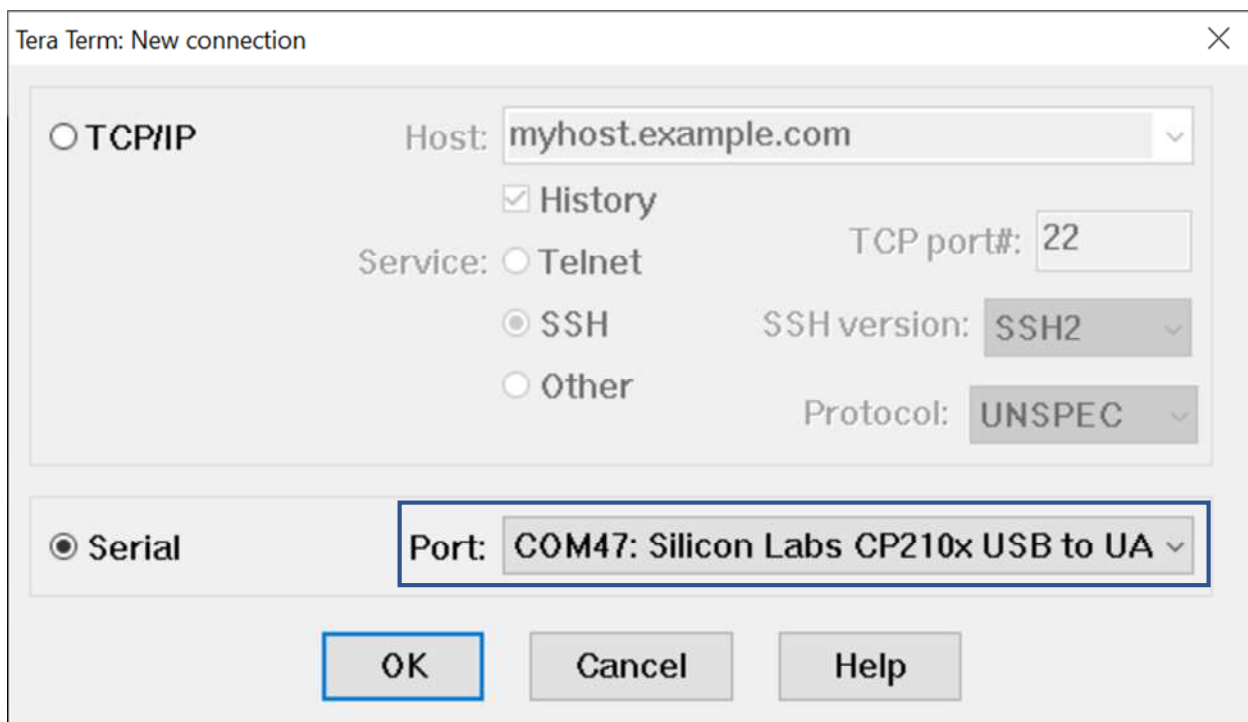 Tera Term: New connection
TCP/IP
Host: myhost.example.com
History
Service: Telnet
TCP port#: 22
SSH
SSH version: SSH2
Other
Protocol: UNSPEC
Serial
Port: COM47: Silicon Labs CP210x USB to UA
OK Cancel Help